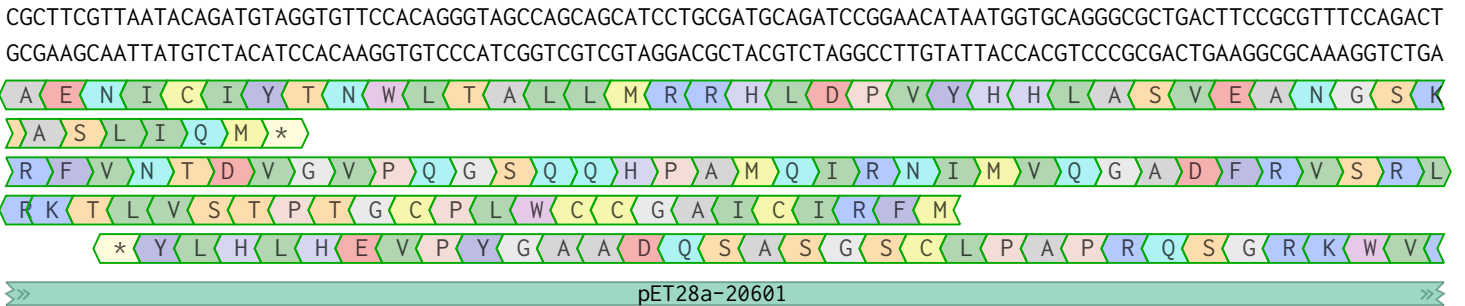 CGCTTCGTTAATACAGATGTAGGTGTTCCACAGGGTAGCCAGCAGCATCCTGCGATGCAGATCCGGAACATAATGGTGCAGGGCGCTGACTTCCGCGTTTCCAGACT
GCGAAGCAATTATGTCTACATCCACAAGGTGTCCCATCGGTCGTCGTAGGACGCTACGTCTAGGCCTTGTATTACCACGTCCCGCGACTGAAGGCGCAAAGGTCTGA
A E N I C I Y T N W L T A L L M R R H L D P V Y H H L A S V E A N G S K
A S L I Q M *
R F V N T D V G V P Q G S Q Q H P A M Q I R N I M V Q G A D F R V S R L
R K T L V S T P T G C P L W C C G A I C I R F M
* Y L H L H E V P Y G A A D Q S A S G S C L P A P R Q S G R K W V
pET28a-20601